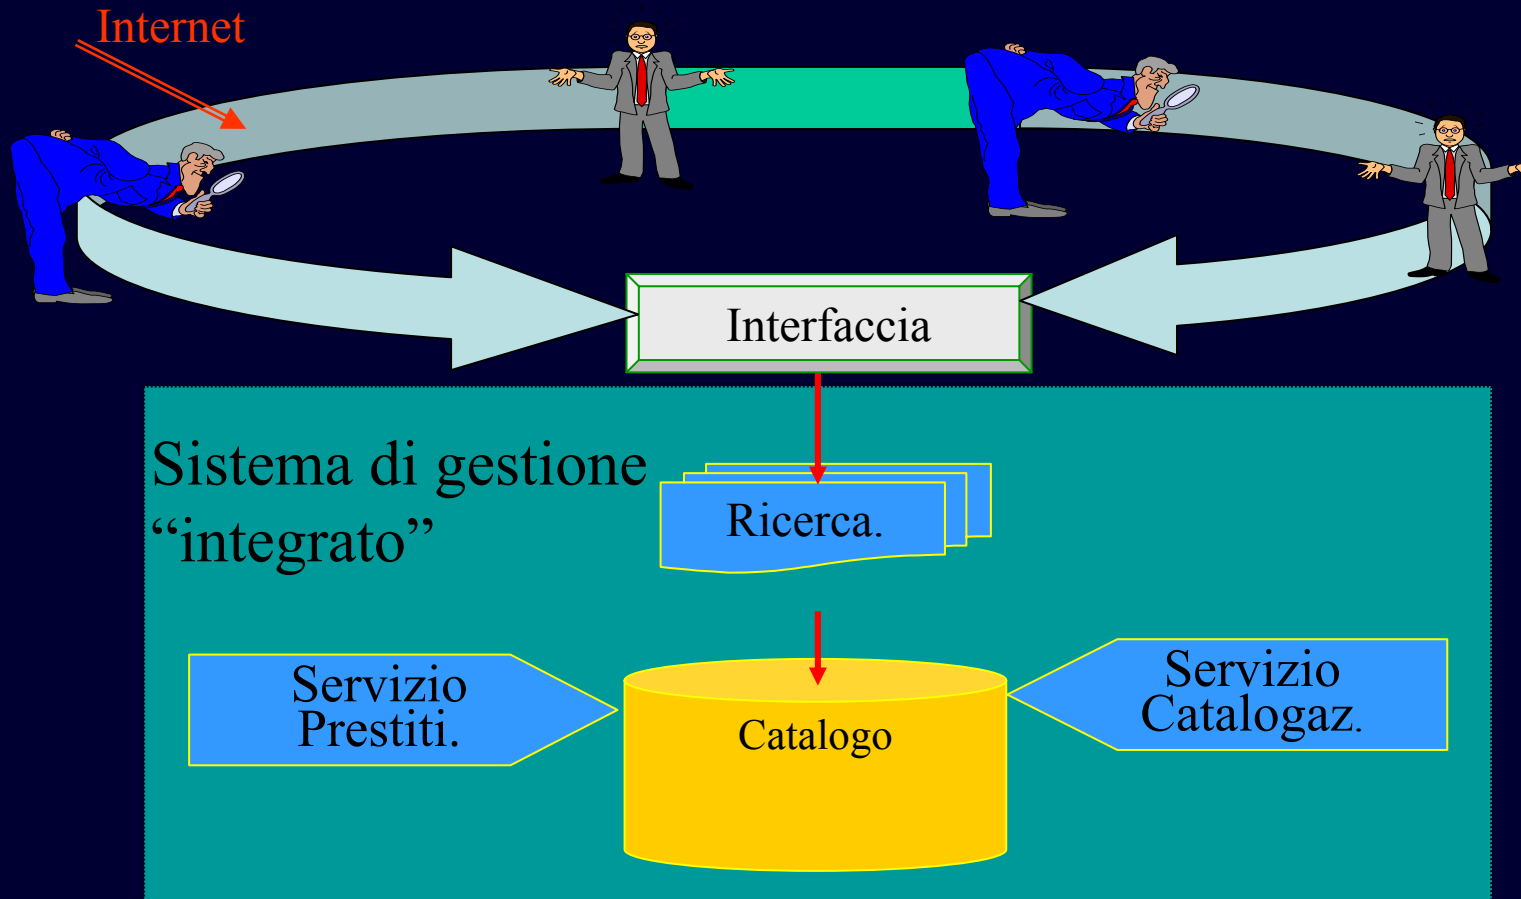 Internet
Interfaccia
Sistema di gestione
“integrato”
Ricerca.
Servizio
Prestiti.
Catalogo
Servizio
Catalogaz.